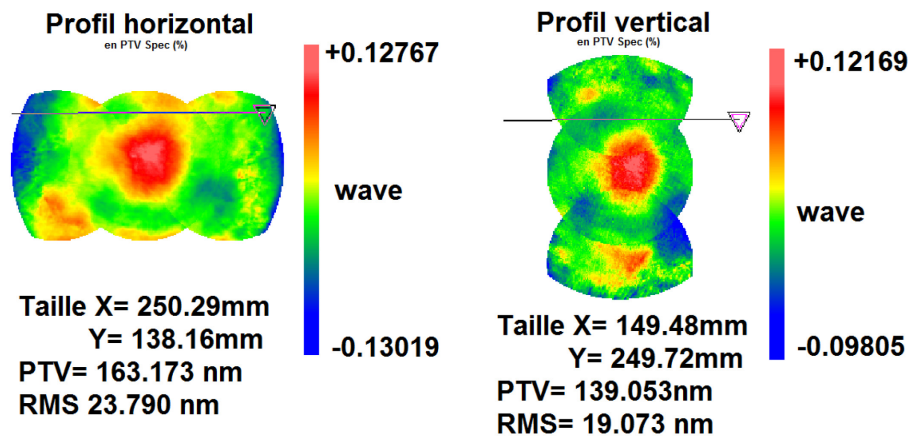 Profil horizontal
en PTV Spec (%)
+0.12767
wave
-0.13019
Taille X= 250.29mm
Y= 138.16mm
PTV= 163.173 nm
RMS 23.790 nm
Profil vertical
en PTV Spec (%)
+0.12169
wave
-0.09805
Taille X= 149.48mm
Y= 249.72mm
PTV= 139.053nm
RMS= 19.073 nm